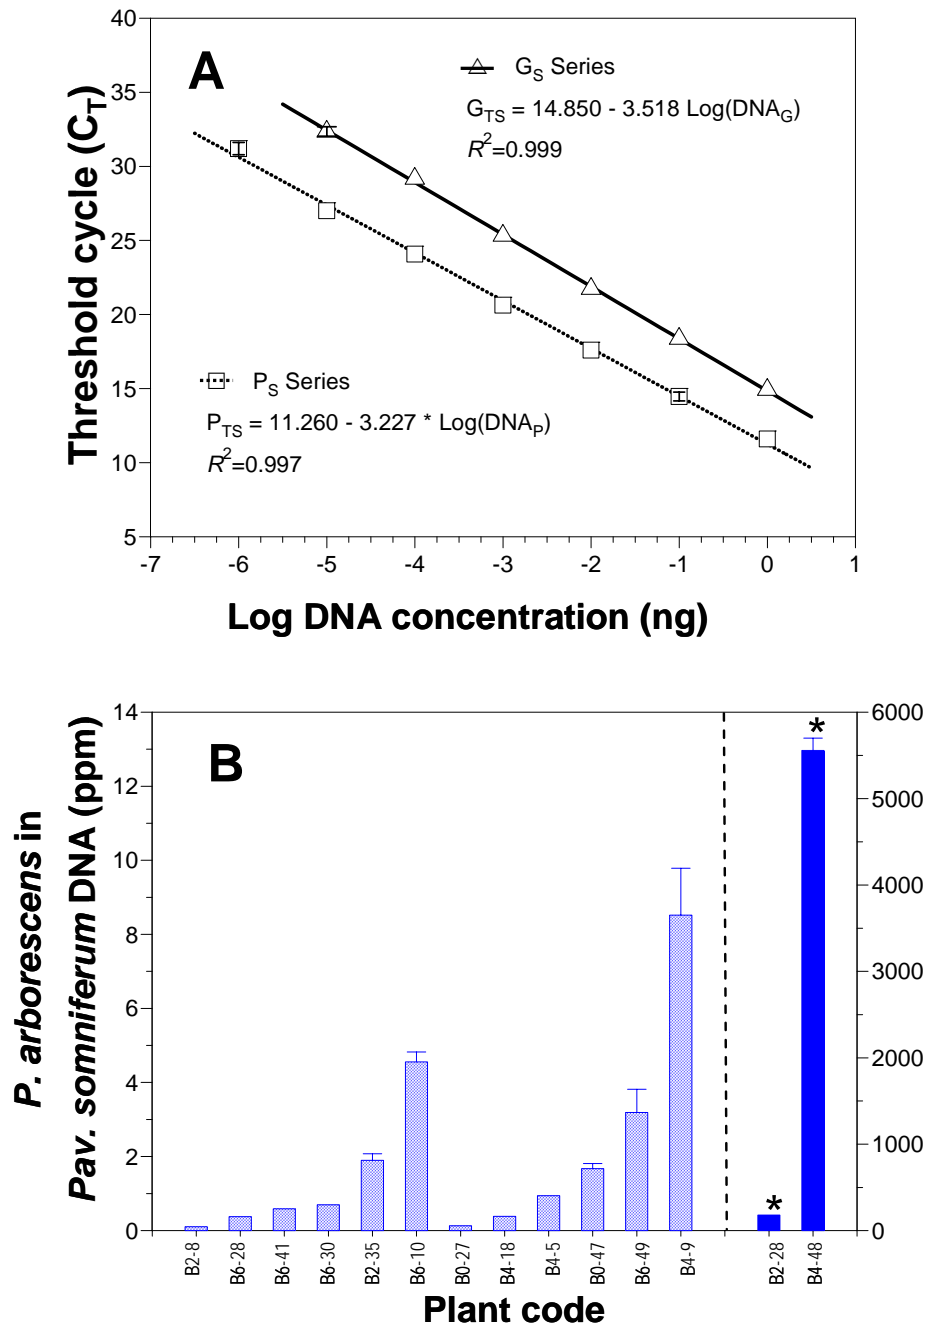 A
40
35
30
25
20
15
10
5
Threshold cycle (C_T)
G_S Series
G_TS = 14.850 - 3.518 Log(DNA_G)
R^2=0.999
P_S Series
P_TS = 11.260 - 3.227 * Log(DNA_P)
R^2=0.997
-7 -6 -5 -4 -3 -2 -1 0 1
Log DNA concentration (ng)
B
14
12
10
8
6
4
2
0
P. arborescens in
Pav. somniferum DNA (ppm)
6000
5000
4000
3000
2000
1000
0
*
*
B2-8 B6-28 B6-41 B6-30 B2-35 B6-10 B0-27 B4-18 B4-5 B0-47 B6-49 B4-9 B2-28 B4-48
Plant code